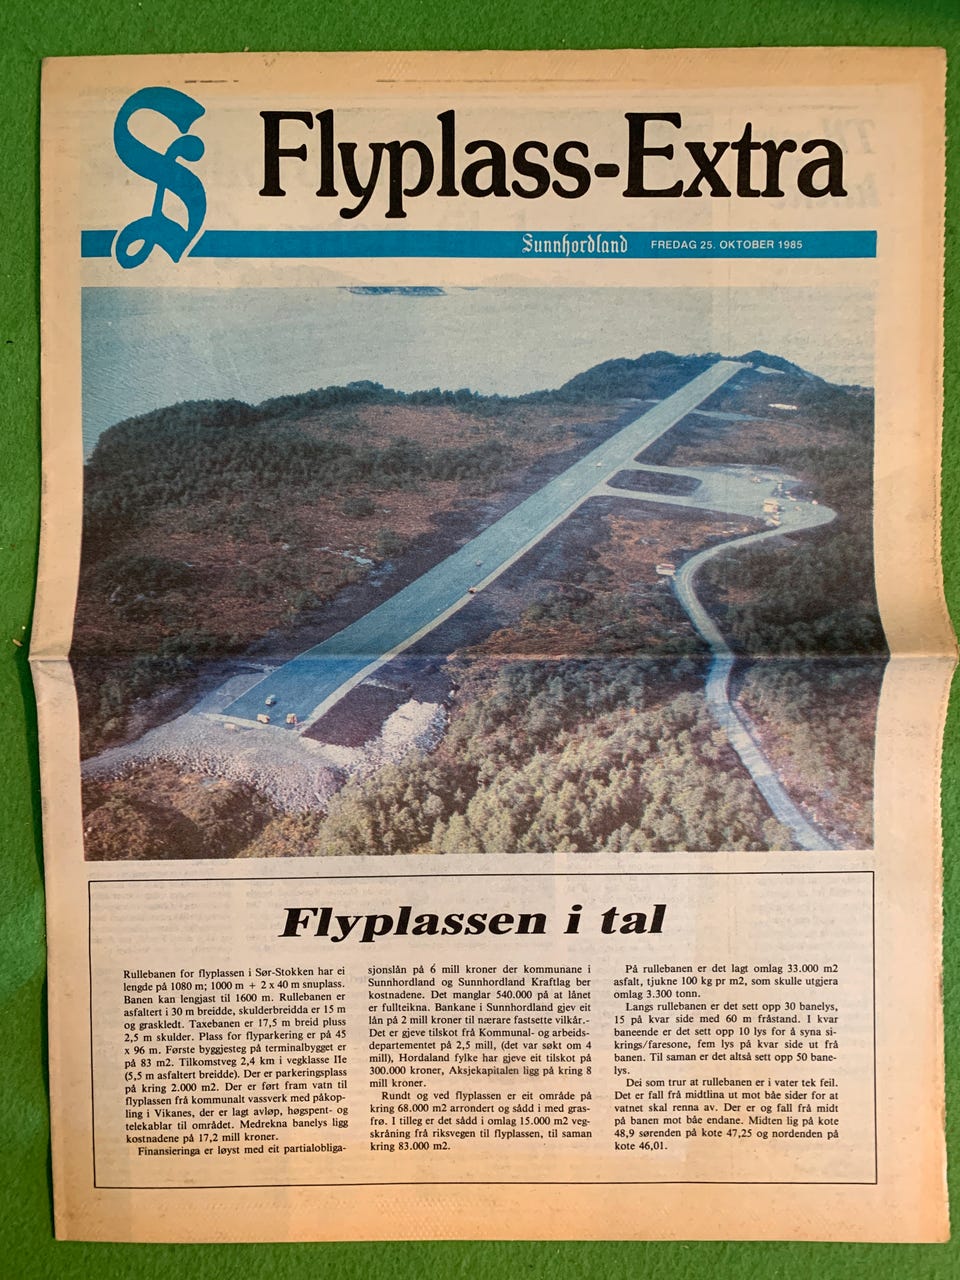 S
Flyplass-Extra
Sunnhordland FREDAG 25. OKTOBER 1985
Flyplassen i tal
Rullebanen for flyplassen i Sør-Stokken har ei
lengde på 1080 m; 1000 m + 2 x 40 m snuplass.
Banen kan lengjast til 1600 m. Rullebanen er
asfaltert i 30 m breidde, skulderbreidda er 15 m
og graskledt. Taxebanen er 17,5 m breid pluss
2,5 m skulder. Plass for flyparkering er på 45
x 96 m. Første byggjesteg på terminalbygget er
på 83 m2. Tilkomstveg 2,4 km i vegklasse IIe
(5,5 m asfaltert breidde). Der er parkeringsplass
på kring 2.000 m2. Der er ført fram vatn til
flyplassen frå kommunalt vassverk med påkop-
ling i Vikanes, der er lagt avløp, høgspent- og
telekablar til området. Medrekna banelys ligg
kostnadene på 17,2 mill kroner.
Finansieringa er løyst med eit partialobliga-
sjonslån på 6 mill kroner der kommunane i
Sunnhordland og Sunnhordland Kraftlag ber
kostnadene. Det manglar 540.000 på at lånet
er fullteikna. Bankane i Sunnhordland gjev eit
lån på 2 mill kroner til nærare fastsette vilkår.-
Det er gjeve tilskot frå Kommunal- og arbeids-
departementet på 2,5 mill, (det var søkt om 4
mill), Hordaland fylke har gjeve eit tilskot på
300.000 kroner, Aksjekapitalen ligg på kring 8
mill kroner.
Rundt og ved flyplassen er eit område på
kring 68.000 m2 arrondert og sådd i med gras-
frø. I tilleg er det sådd i omlag 15.000 m2 veg-
skråning frå riksvegen til flyplassen, til saman
kring 83.000 m2.
På rullebanen er det lagt omlag 33.000 m2
asfalt, tjukne 100 kg pr m2, som skulle utgjera
omlag 3.300 tonn.
Langs rullebanen er det sett opp 30 banelys,
15 på kvar side med 60 m fråstand. I kvar
baneende er det sett opp 10 lys for å syna si-
krings/faresone, fem lys på kvar side ut frå
banen. Til saman er det altså sett opp 50 bane-
lys.
Dei som trur at rullebanen er i vater tek feil.
Det er fall frå midtlina ut mot båe sider for at
vatnet skal renna av. Der er og fall frå midt
på banen mot båe endane. Midten lig på kote
48,9 sørenden på kote 47,25 og nordenden på
kote 46,01.